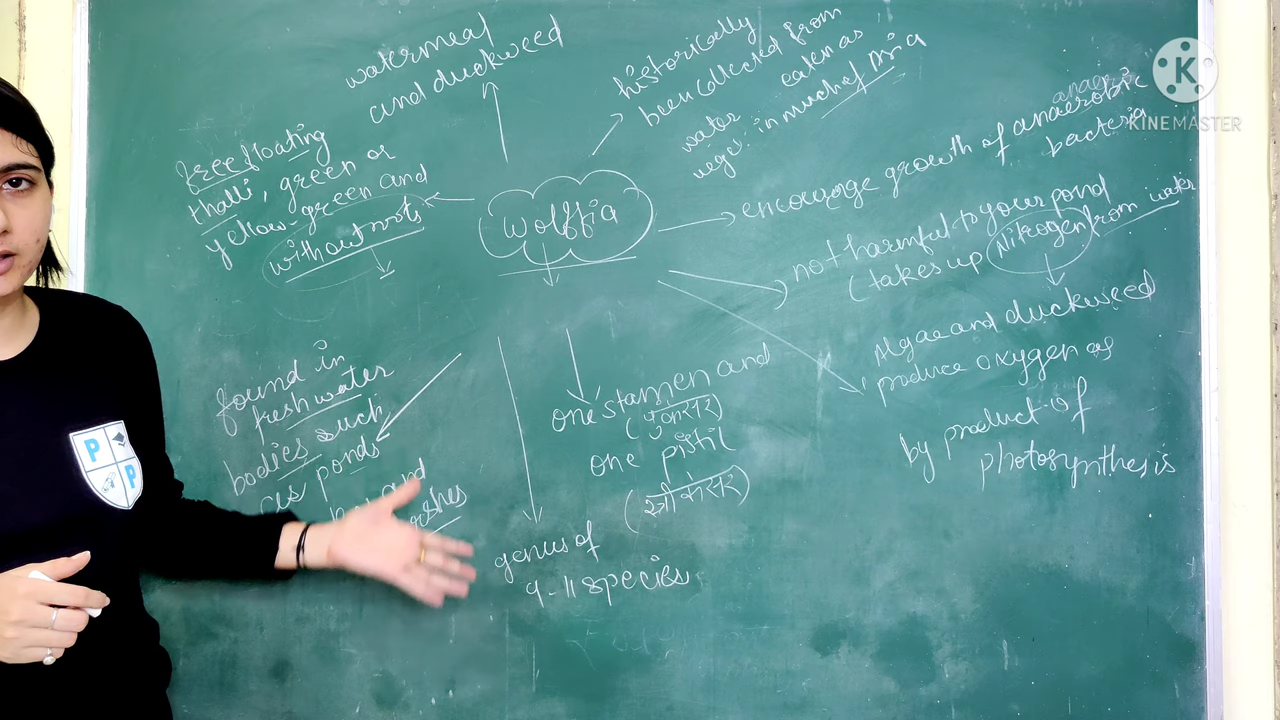 watermeal
and duckweed
historically
been collected from
water eaten as
vegi. in much of Asia
free floating
thalli, green or
yellow-green and
without roots
wolffia
encourage growth of anaerobic
bacteria
not harmful to your pond
(takes up Nitrogen from water
Algae and duckweed
produce oxygen as
by product of
photosynthesis
found in
fresh water
bodies such
as ponds
and
one stamen and
(पुंकेसर)
one pistil
(स्त्रीकेसर)
genus of
9-11 species
P
P
K
KINEMASTER